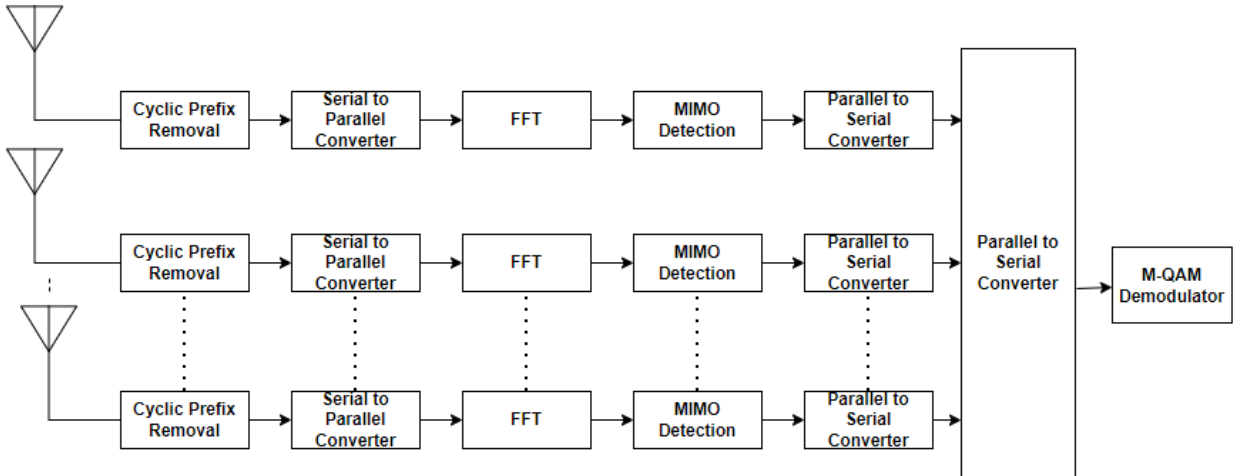 Cyclic Prefix
Removal
Serial to
Parallel
Converter
FFT
MIMO
Detection
Parallel to
Serial
Converter
Cyclic Prefix
Removal
Serial to
Parallel
Converter
FFT
MIMO
Detection
Parallel to
Serial
Converter
Cyclic Prefix
Removal
Serial to
Parallel
Converter
FFT
MIMO
Detection
Parallel to
Serial
Converter
Parallel to
Serial
Converter
M-QAM
Demodulator